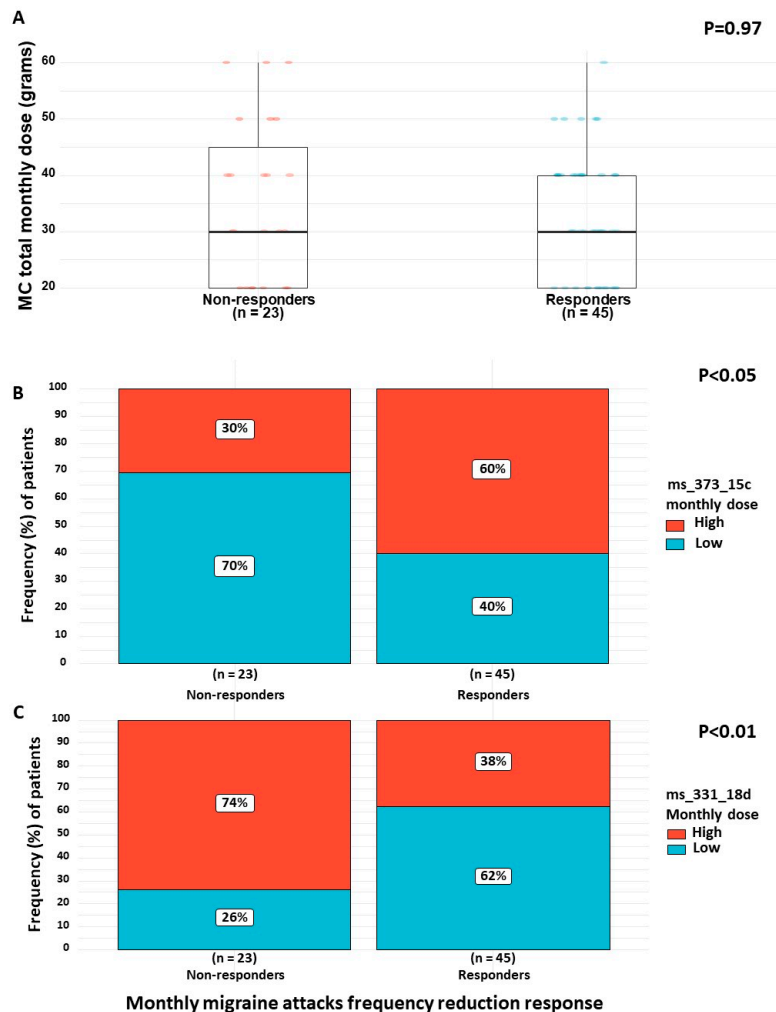 A
P=0.97
MC total monthly dose (grams)
60
50
40
30
20
Non-responders
(n = 23)
Responders
(n = 45)
B
P<0.05
Frequency (%) of patients
100
90
80
70
60
50
40
30
20
10
0
30%
70%
60%
40%
ms_373_15c
monthly dose
High
Low
(n = 23)
Non-responders
(n = 45)
Responders
C
P<0.01
Frequency (%) of patients
100
90
80
70
60
50
40
30
20
10
0
74%
26%
38%
62%
ms_331_18d
Monthly dose
High
Low
(n = 23)
Non-responders
(n = 45)
Responders
Monthly migraine attacks frequency reduction response